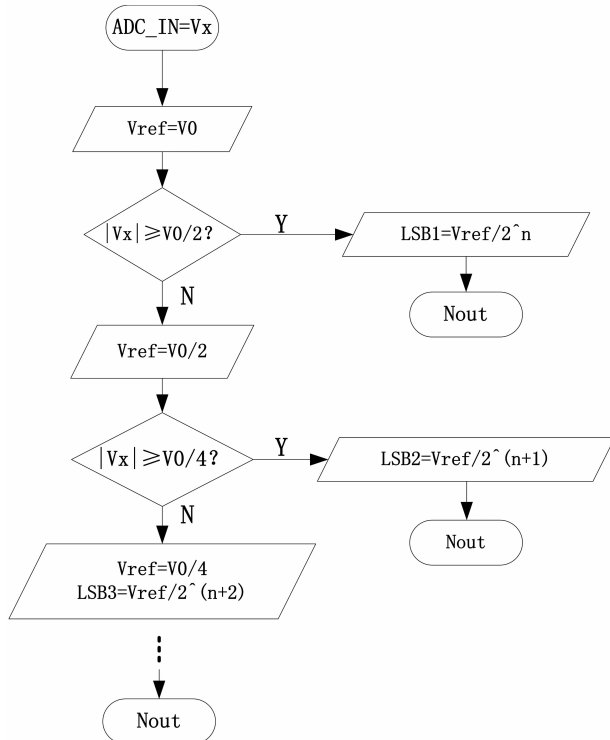 ADC_IN=Vx
Vref=V0
|Vx|≥V0/2?
Y
LSB1=Vref/2^n
Nout
N
Vref=V0/2
|Vx|≥V0/4?
Y
LSB2=Vref/2^(n+1)
Nout
N
Vref=V0/4
LSB3=Vref/2^(n+2)
Nout